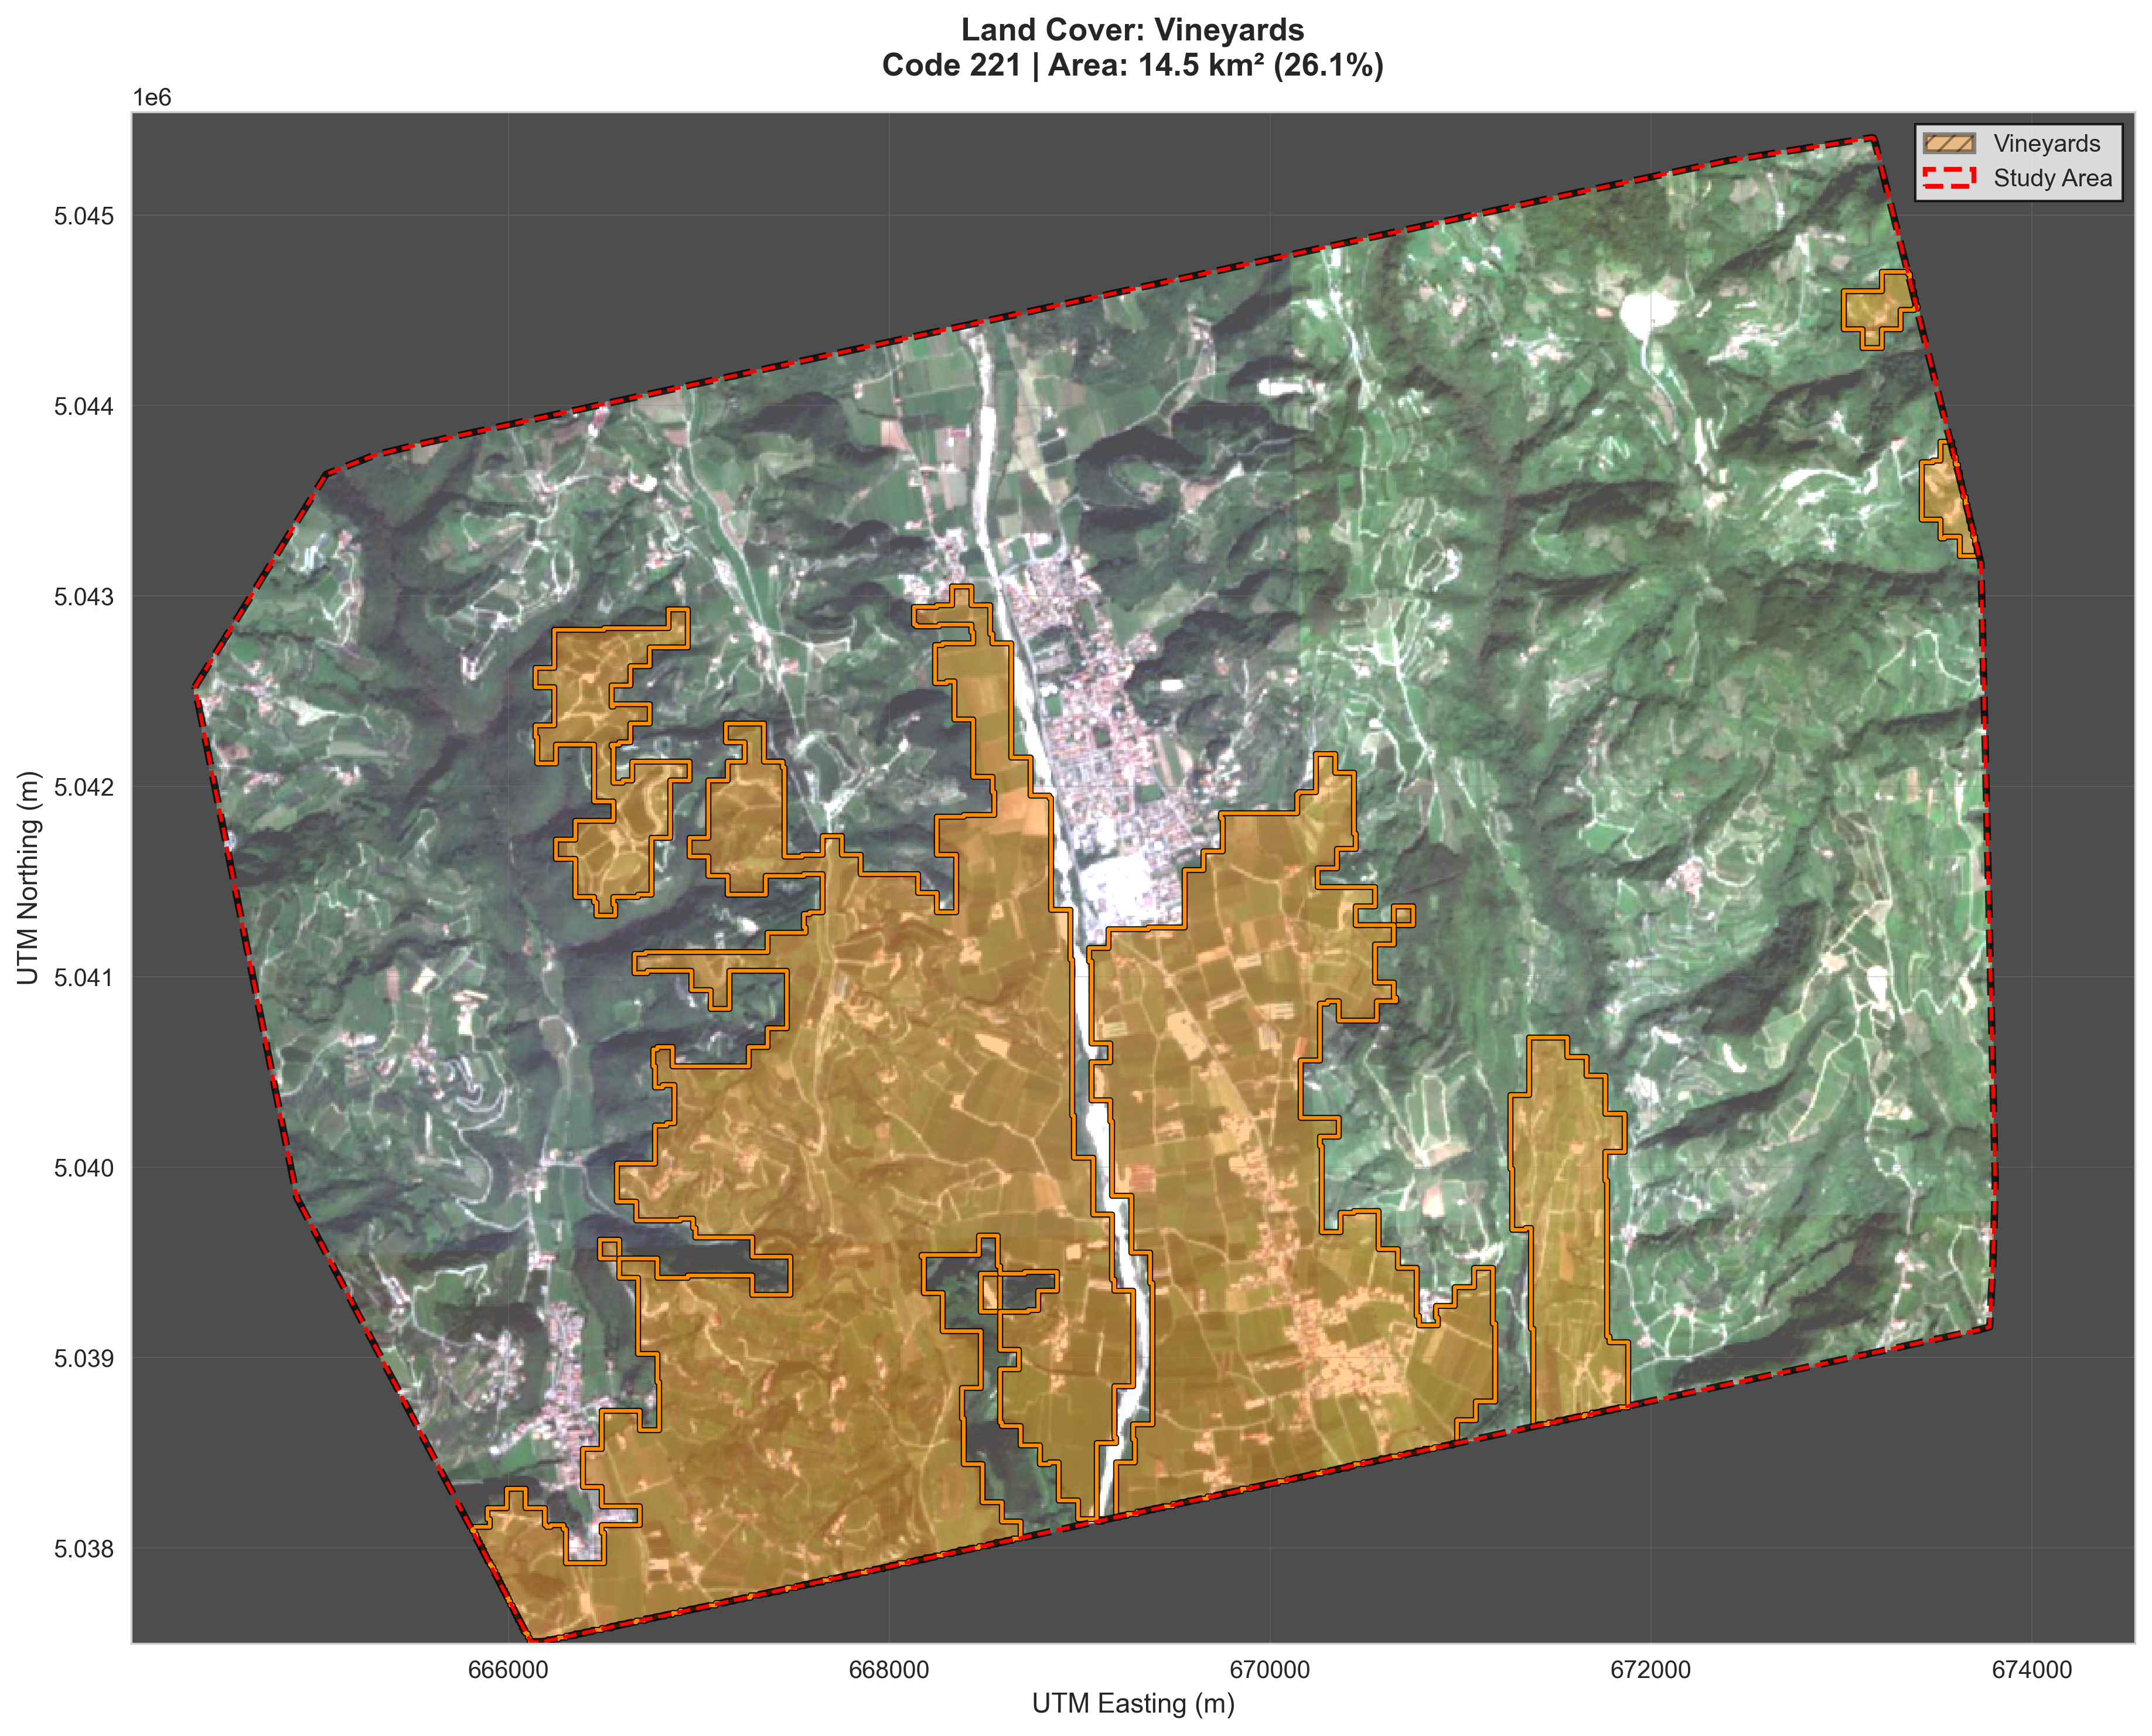 Land Cover: Vineyards
Code 221 | Area: 14.5 km² (26.1%)
1e6
Vineyards
Study Area
5.045
5.044
5.043
5.042
5.041
5.040
5.039
5.038
UTM Northing (m)
666000
668000
670000
672000
674000
UTM Easting (m)